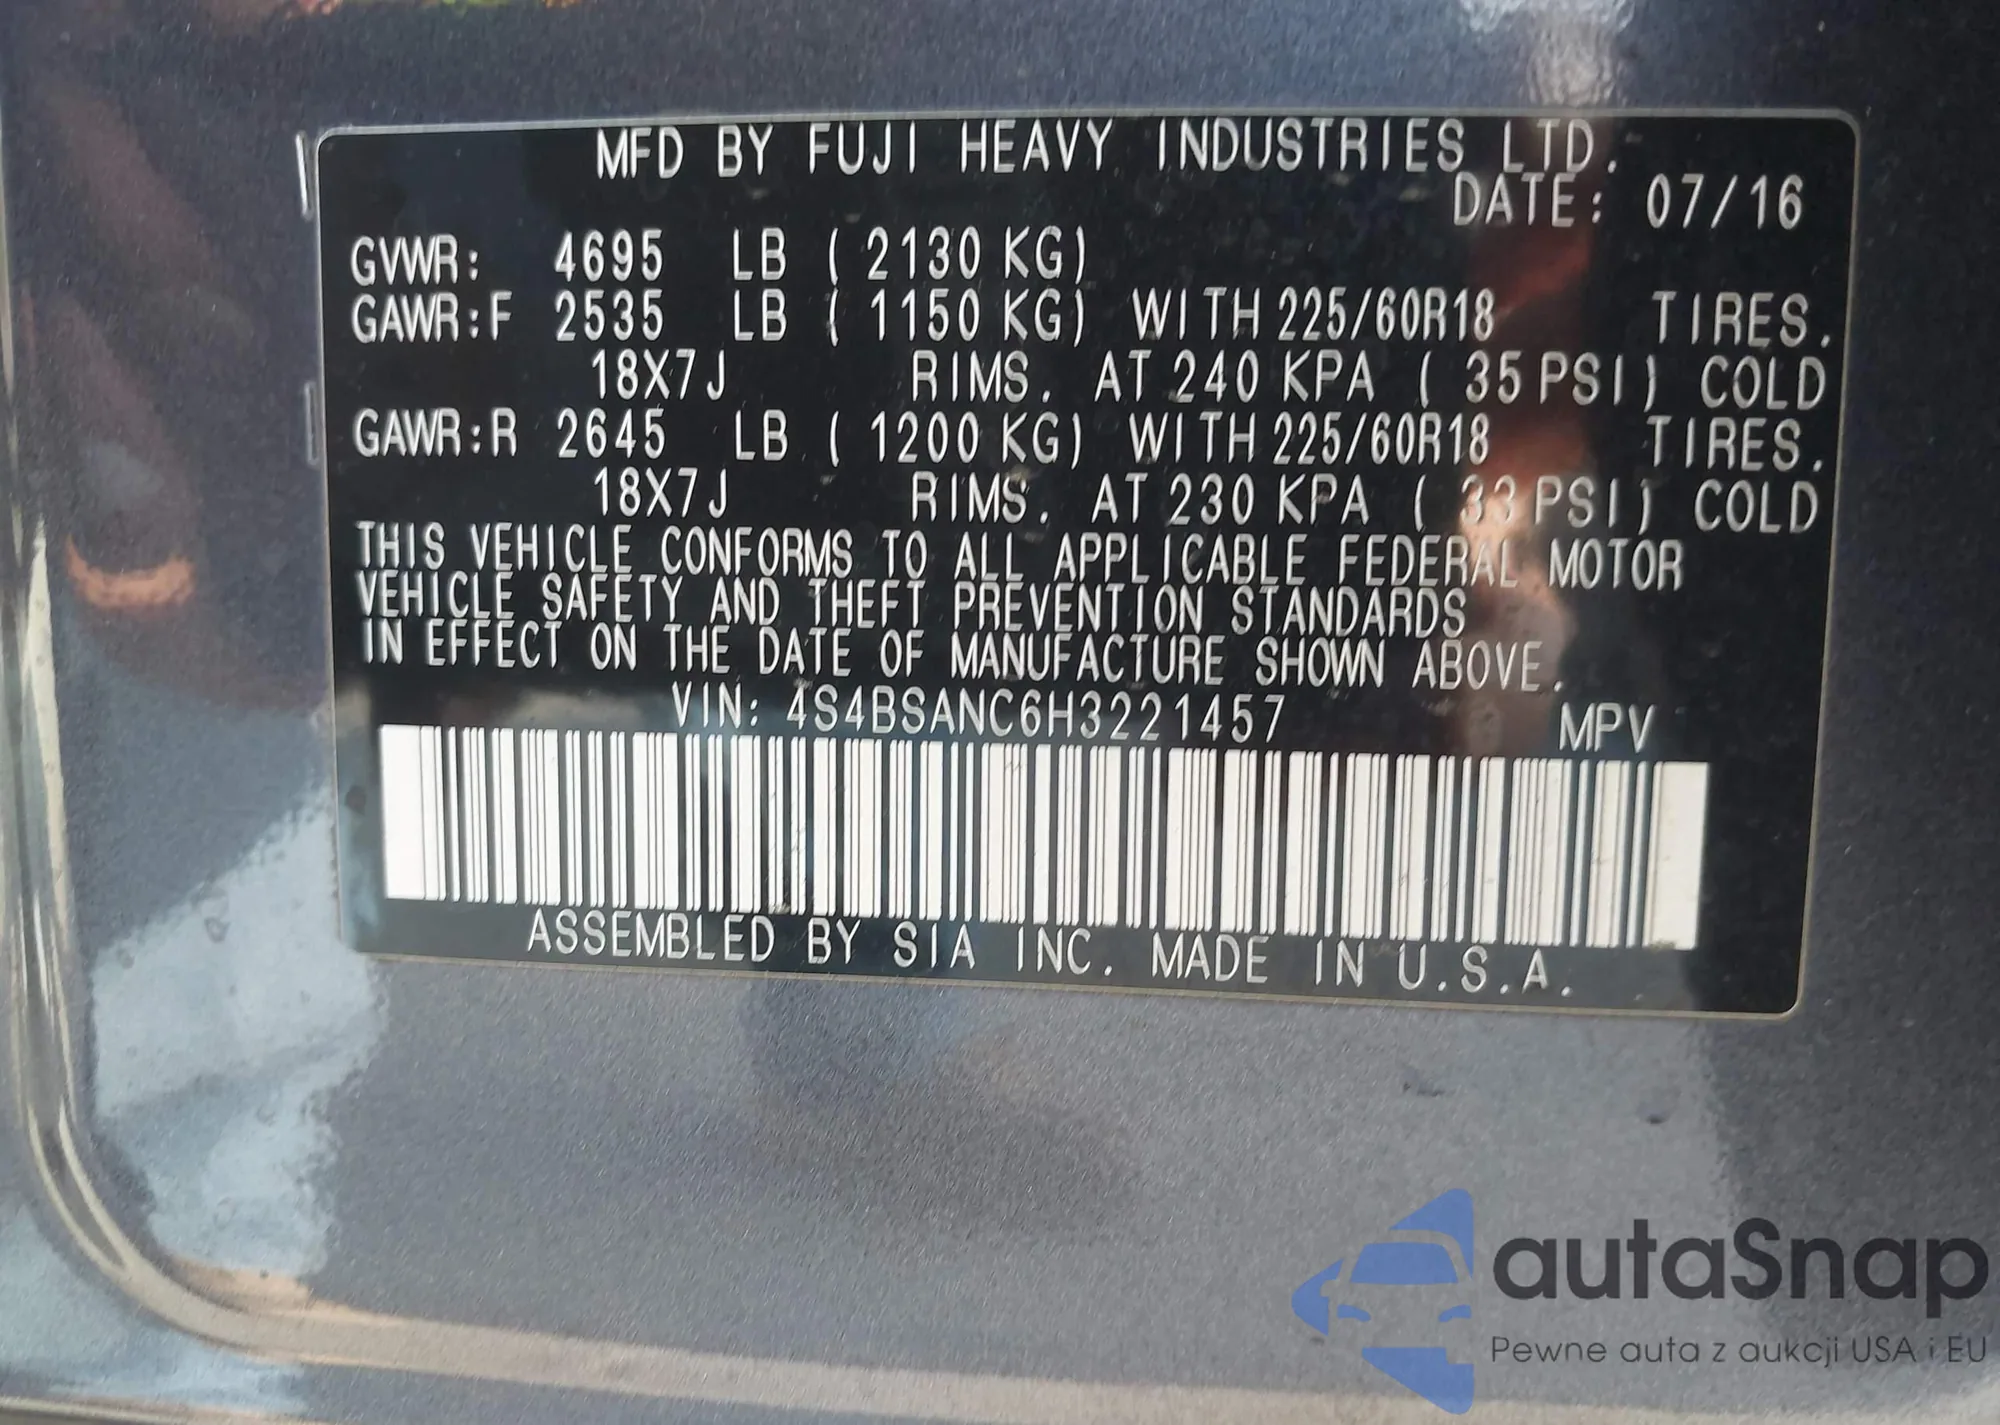 MFD BY FUJI HEAVY INDUSTRIES LTD.
DATE: 07/16
GVWR: 4695 LB ( 2130 KG)
GAWR:F 2535 LB ( 1150 KG) WITH 225/60R18 TIRES.
18X7J RIMS. AT 240 KPA ( 35 PSI) COLD
GAWR:R 2645 LB ( 1200 KG) WITH 225/60R18 TIRES.
18X7J RIMS. AT 230 KPA ( 33 PSI) COLD
THIS VEHICLE CONFORMS TO ALL APPLICABLE FEDERAL MOTOR
VEHICLE SAFETY AND THEFT PREVENTION STANDARDS
IN EFFECT ON THE DATE OF MANUFACTURE SHOWN ABOVE.
VIN: 4S4BSANC6H3221457 MPV
ASSEMBLED BY SIA INC. MADE IN U.S.A.
autaSnap
Pewne auta z aukcji USA i EU